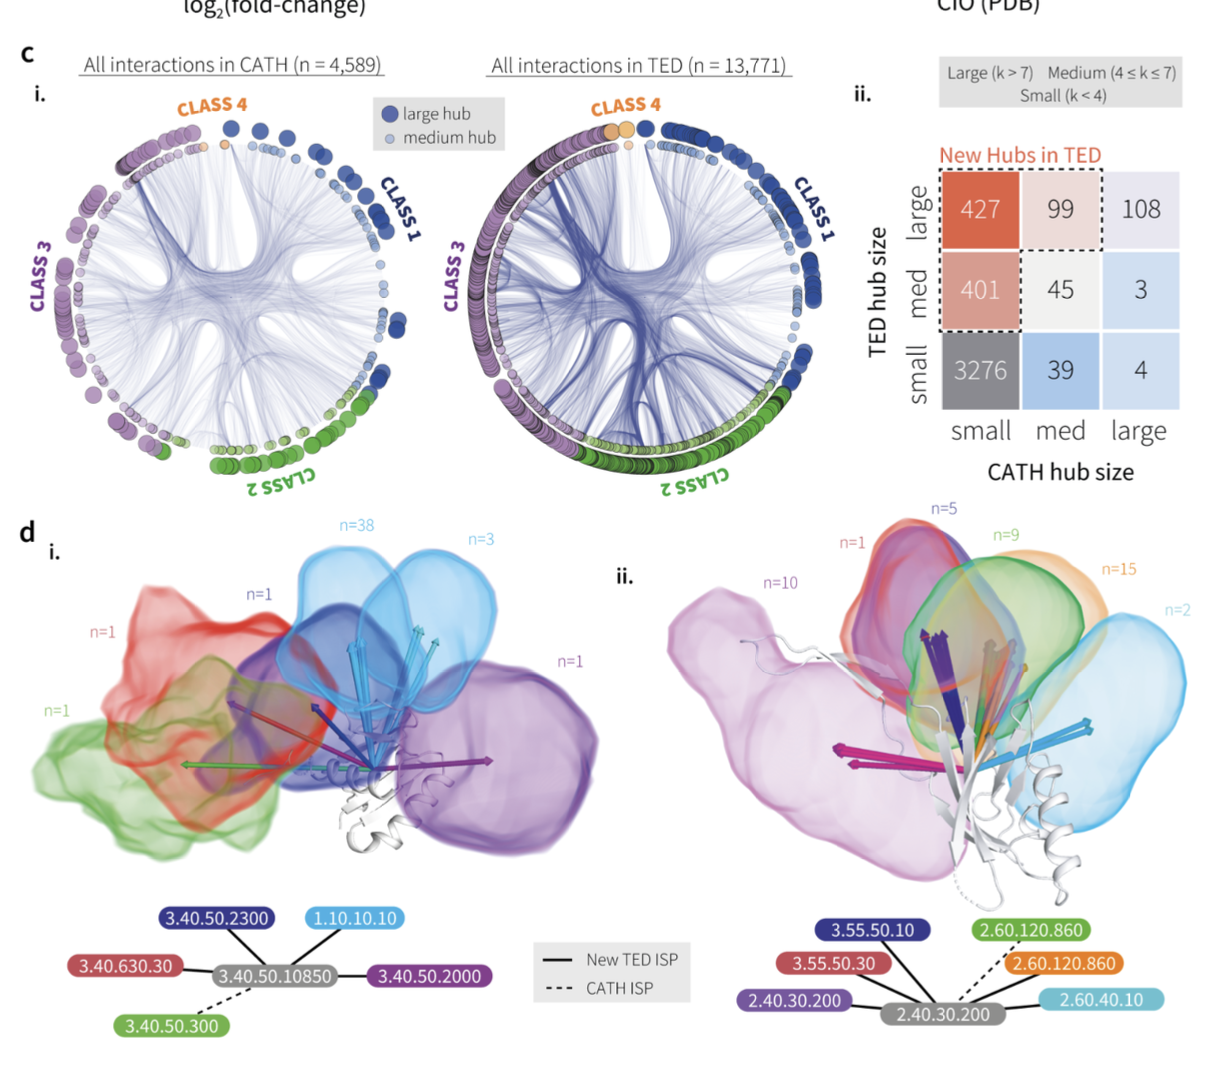 log2(fold-change)
CIO (PDB)
c
All interactions in CATH (n = 4,589)
All interactions in TED (n = 13,771)
Large (k > 7) Medium (4 ≤ k ≤ 7)
Small (k < 4)
i.
ii.
CLASS 4
large hub
medium hub
CLASS 4
CLASS 1
CLASS 3
CLASS 2
CLASS 1
CLASS 3
CLASS 2
New Hubs in TED
TED hub size
large
427 99 108
med
401 45 3
small
3276 39 4
small med large
CATH hub size
d
i.
n=38
n=3
n=1
n=1
n=1
n=1
3.40.50.2300
1.10.10.10
3.40.630.30
3.40.50.10850
3.40.50.2000
3.40.50.300
New TED ISP
CATH ISP
ii.
n=5
n=1
n=9
n=10
n=15
n=2
3.55.50.10
2.60.120.860
3.55.50.30
2.60.120.860
2.40.30.200
2.60.40.10
2.40.30.200